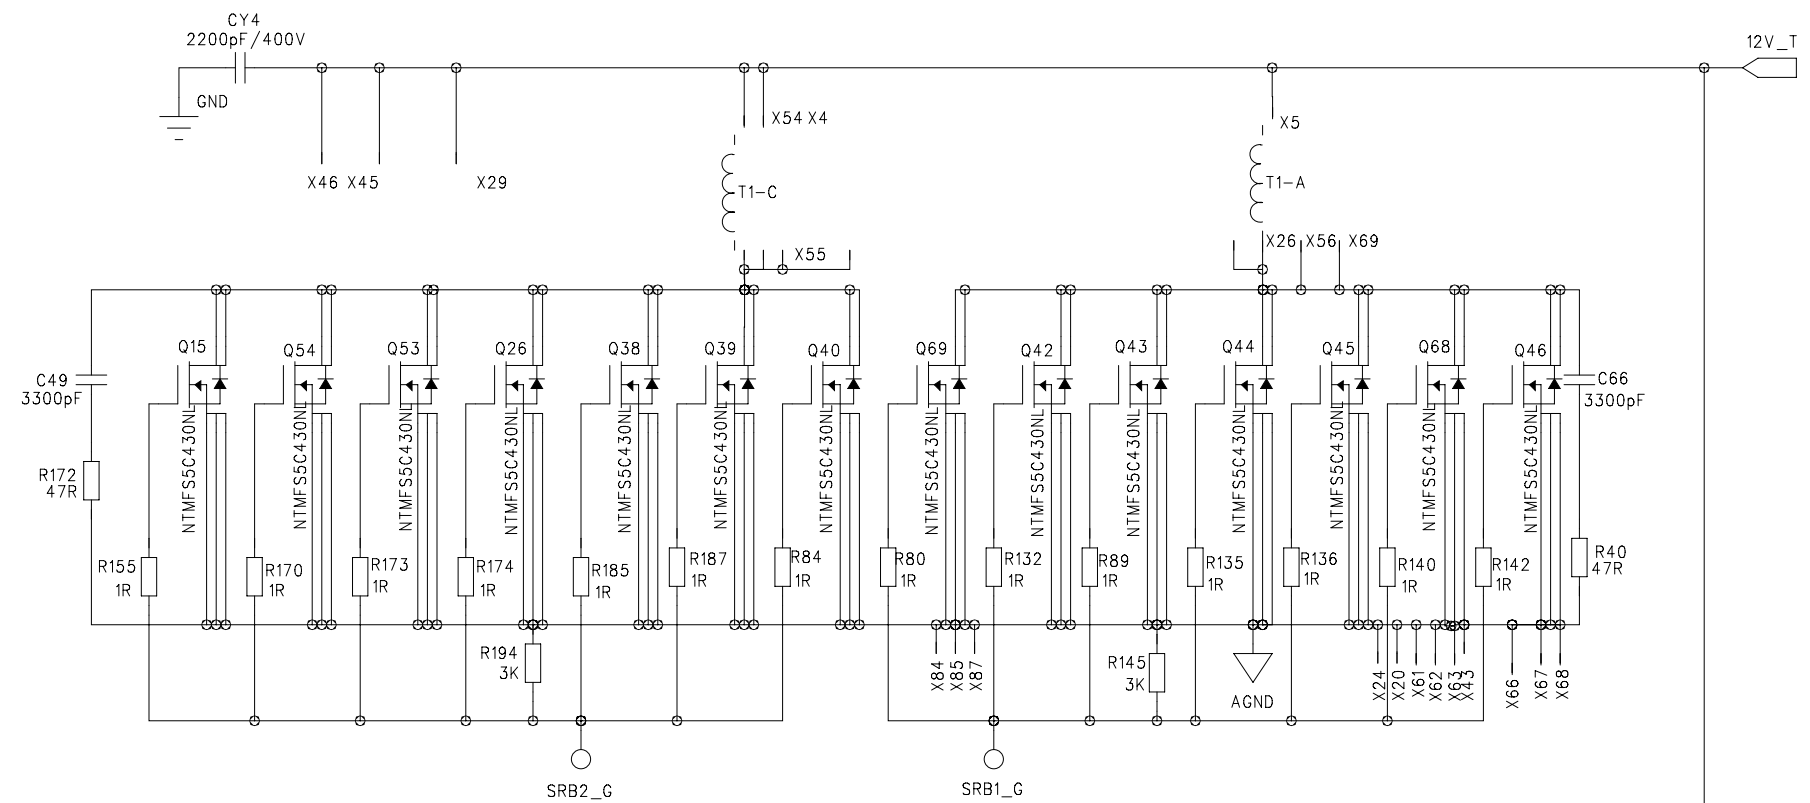 CY4
2200pF/400V
12V_T
GND
X54 X4
X5
X46 X45
X29
T1-C
T1-A
X55
X26 X56 X69
Q15
Q54
Q53
Q26
Q38
Q39
Q40
Q69
Q42
Q43
Q44
Q45
Q68
Q46
C49
3300pF
C66
3300pF
NTMFS5C430NL
NTMFS5C430NL
NTMFS5C430NL
NTMFS5C430NL
NTMFS5C430NL
NTMFS5C430NL
NTMFS5C430NL
NTMFS5C430NL
NTMFS5C430NL
NTMFS5C430NL
NTMFS5C430NL
NTMFS5C430NL
NTMFS5C430NL
NTMFS5C430NL
R172
47R
R155
1R
R170
1R
R173
1R
R174
1R
R185
1R
R187
1R
R84
1R
R80
1R
R132
1R
R89
1R
R135
1R
R136
1R
R140
1R
R142
1R
R40
47R
R194
3K
X84
X85
X87
R145
3K
AGND
X24
X20
X61
X62
X63
X43
X66
X67
X68
SRB2_G
SRB1_G